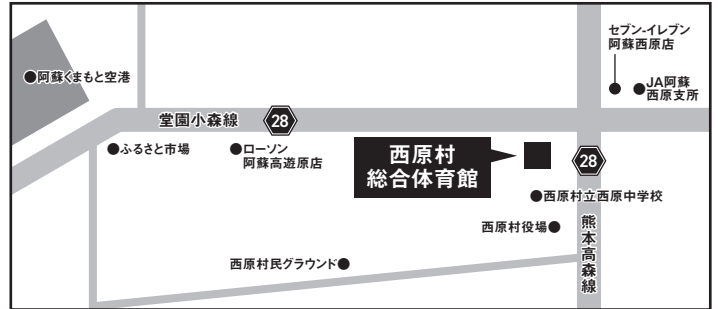 セブン-イレブン
阿蘇西原店
●阿蘇くまもと空港
●JA阿蘇
西原支所
堂園小森線
28
●ふるさと市場
●ローソン
阿蘇高遊原店
西原村
総合体育館
28
●西原村立西原中学校
西原村役場●
熊本高森線
西原村民グラウンド●